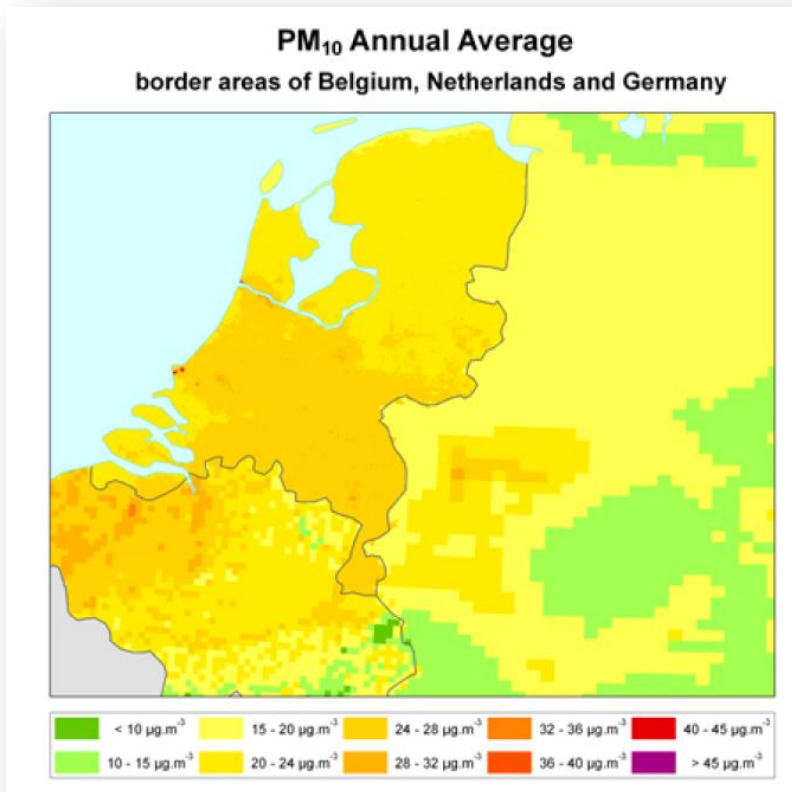 PM₁₀ Annual Average
border areas of Belgium, Netherlands and Germany
< 10 µg.m⁻³ 15 - 20 µg.m⁻³ 24 - 28 µg.m⁻³ 32 - 36 µg.m⁻³ 40 - 45 µg.m⁻³
10 - 15 µg.m⁻³ 20 - 24 µg.m⁻³ 28 - 32 µg.m⁻³ 36 - 40 µg.m⁻³ > 45 µg.m⁻³